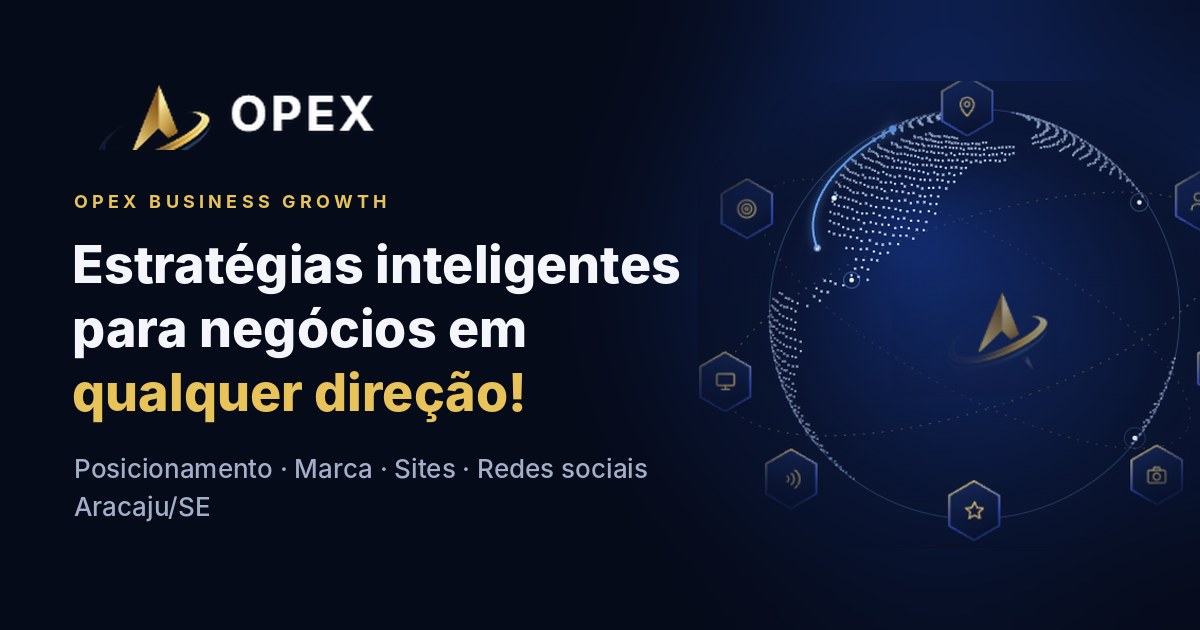 OPEX
OPEX BUSINESS GROWTH
Estratégias inteligentes
para negócios em
qualquer direção!
Posicionamento · Marca · Sites · Redes sociais
Aracaju/SE